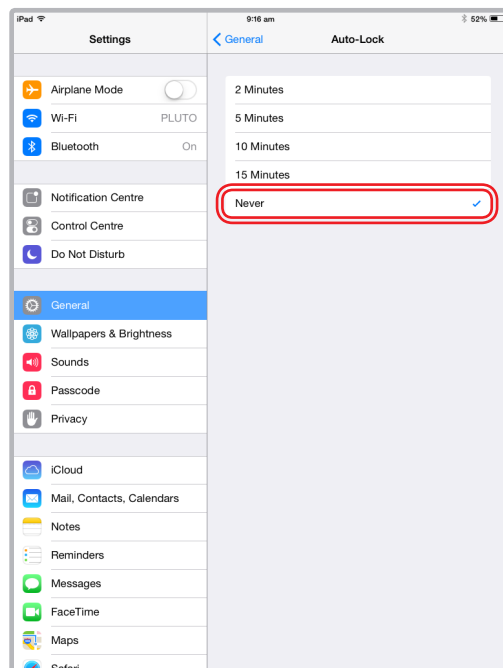 iPad 9:16 am 52%
Settings
General Auto-Lock
Airplane Mode
Wi-Fi PLUTO
Bluetooth On
Notification Centre
Control Centre
Do Not Disturb
General
Wallpapers & Brightness
Sounds
Passcode
Privacy
iCloud
Mail, Contacts, Calendars
Notes
Reminders
Messages
FaceTime
Maps
Safari
2 Minutes
5 Minutes
10 Minutes
15 Minutes
Never